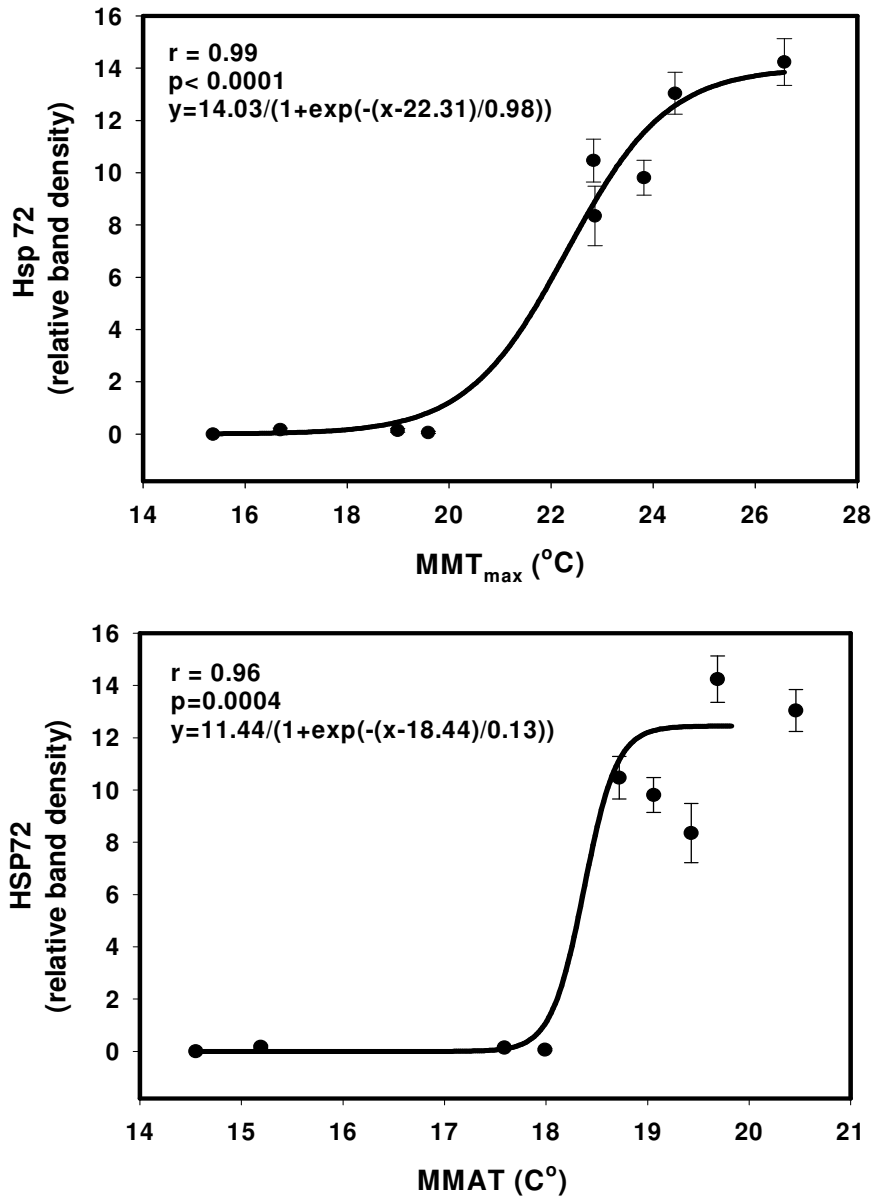 16
14
12
10
8
6
4
2
0
Hsp 72
(relative band density)
r = 0.99
p< 0.0001
y=14.03/(1+exp(-(x-22.31)/0.98))
14 16 18 20 22 24 26 28
MMTmax (°C)
16
14
12
10
8
6
4
2
0
HSP72
(relative band density)
r = 0.96
p=0.0004
y=11.44/(1+exp(-(x-18.44)/0.13))
14 15 16 17 18 19 20 21
MMAT (C°)